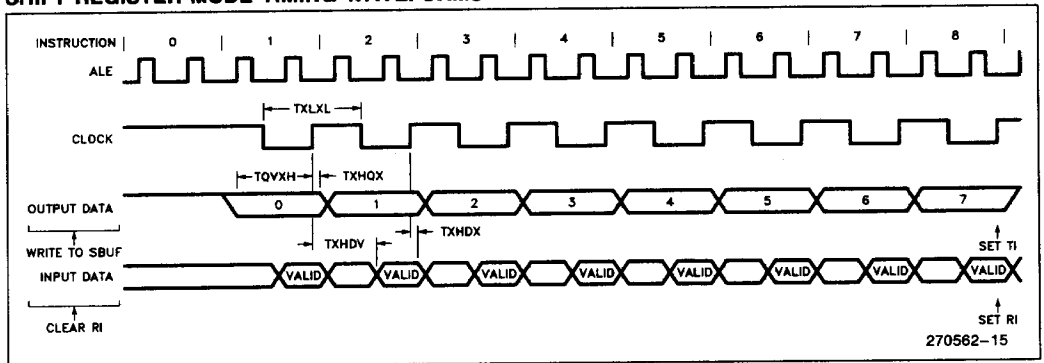 SHIFT REGISTER MODE TIMING WAVEFORMS
INSTRUCTION | 0 | 1 | 2 | 3 | 4 | 5 | 6 | 7 | 8 |
ALE
TXLXL
CLOCK
TQVXH TXHQX
OUTPUT DATA 0 1 2 3 4 5 6 7
WRITE TO SBUF TXHDV TXHDX SET TI
INPUT DATA VALID VALID VALID VALID VALID VALID VALID VALID
CLEAR RI SET RI
270562-15